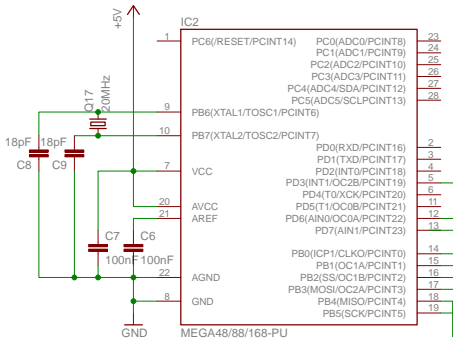 +5V
IC2
1
PC6(/RESET/PCINT14)
PC0(ADC0/PCINT8)
23
PC1(ADC1/PCINT9)
24
PC2(ADC2/PCINT10)
25
PC3(ADC3/PCINT11)
26
PC4(ADC4/SDA/PCINT12)
27
PC5(ADC5/SCLPCINT13)
28
Q17
20MHz
9
PB6(XTAL1/TOSC1/PCINT6)
10
PB7(XTAL2/TOSC2/PCINT7)
18pF
18pF
C8
C9
PD0(RXD/PCINT16)
2
PD1(TXD/PCINT17)
3
PD2(INT0/PCINT18)
4
PD3(INT1/OC2B/PCINT19)
5
PD4(T0/XCK/PCINT20)
6
PD5(T1/OC0B/PCINT21)
11
PD6(AIN0/OC0A/PCINT22)
12
PD7(AIN1/PCINT23)
13
7
VCC
20
AVCC
21
AREF
C7
C6
100nF
100nF
22
AGND
8
GND
PB0(ICP1/CLKO/PCINT0)
14
PB1(OC1A/PCINT1)
15
PB2(SS/OC1B/PCINT2)
16
PB3(MOSI/OC2A/PCINT3)
17
PB4(MISO/PCINT4)
18
PB5(SCK/PCINT5)
19
GND
MEGA48/88/168-PU